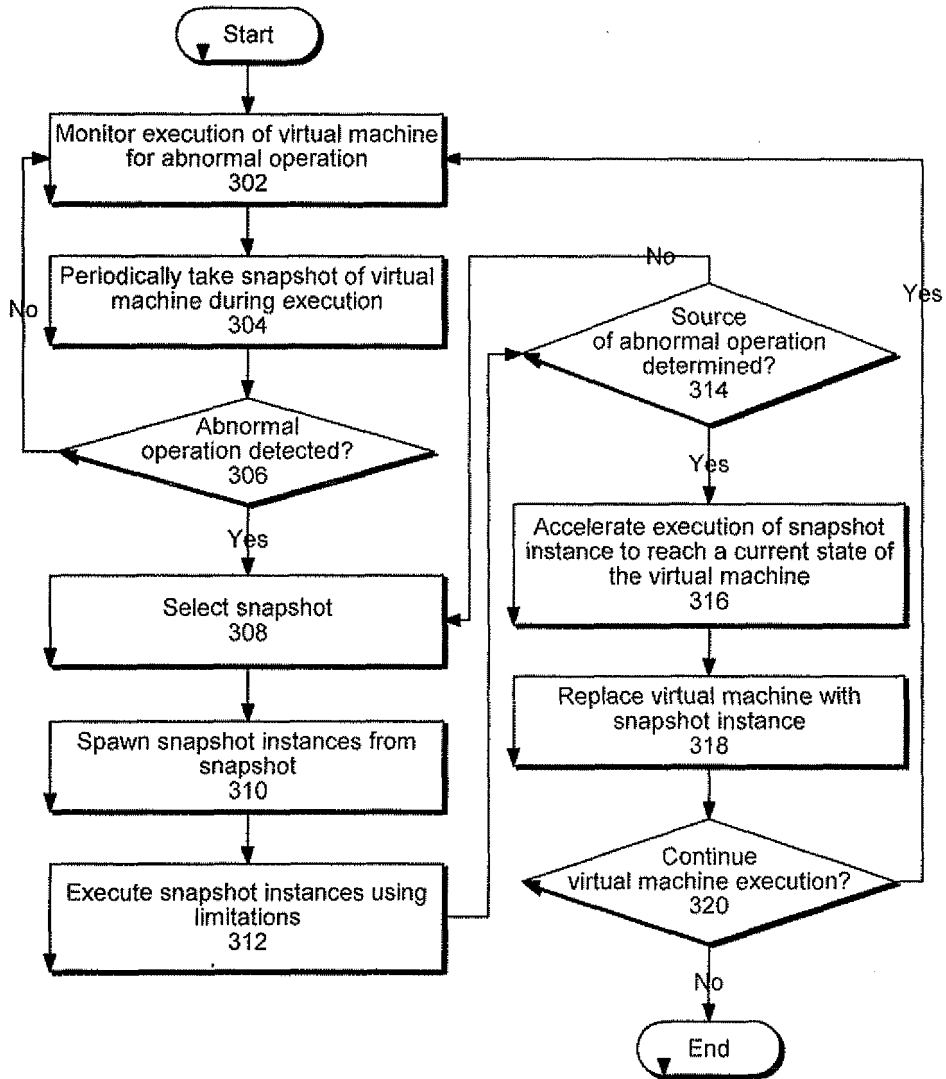 Start
Monitor execution of virtual machine
for abnormal operation
302
Periodically take snapshot of virtual
machine during execution
304
No
Abnormal
operation detected?
306
Yes
Select snapshot
308
Spawn snapshot instances from
snapshot
310
Execute snapshot instances using
limitations
312
No
Source
of abnormal operation
determined?
314
Yes
Yes
Accelerate execution of snapshot
instance to reach a current state of
the virtual machine
316
Replace virtual machine with
snapshot instance
318
Continue
virtual machine execution?
320
No
End